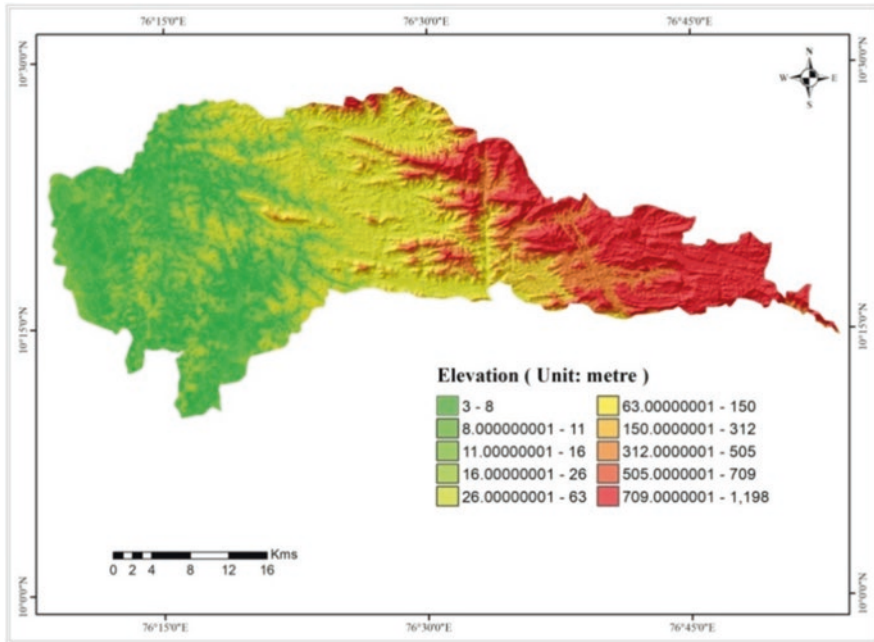 76°15'0"E 76°30'0"E 76°45'0"E
10°30'0"N 10°30'0"N
N
W E
S
10°15'0"N 10°15'0"N
Elevation ( Unit: metre )
3 - 8
8.000000001 - 11
11.00000001 - 16
16.00000001 - 26
26.00000001 - 63
63.00000001 - 150
150.0000001 - 312
312.0000001 - 505
505.0000001 - 709
709.0000001 - 1,198
Kms
0 2 4 8 12 16
10°0'0"N 10°0'0"N
76°15'0"E 76°30'0"E 76°45'0"E